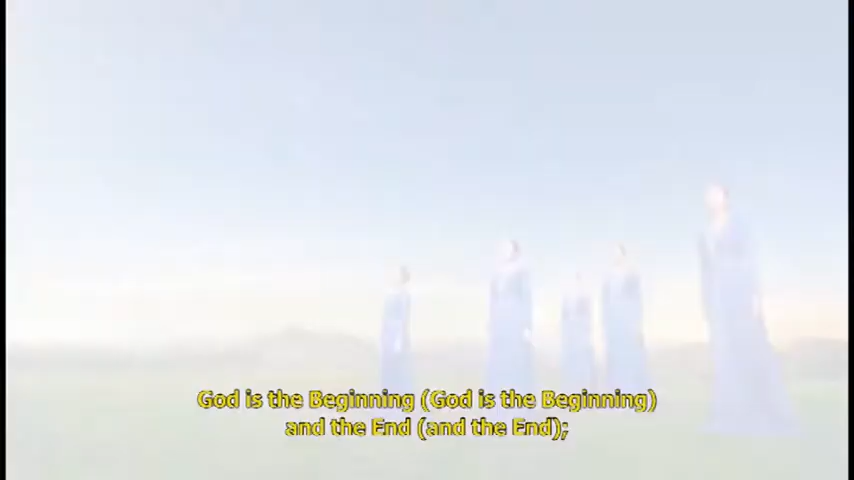 God is the Beginning (God is the Beginning)
and the End (and the End);